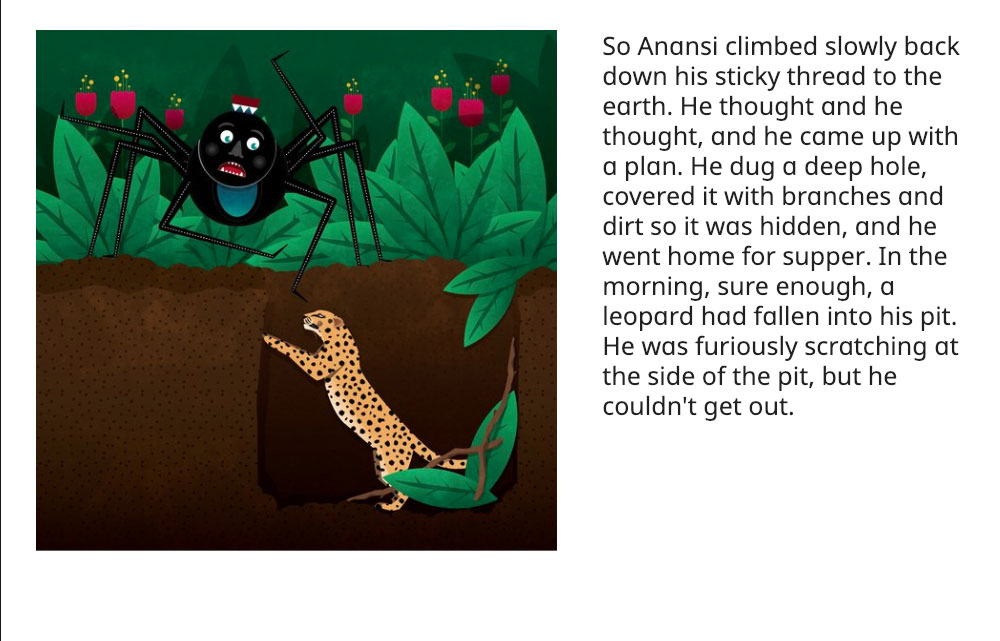 So Anansi climbed slowly back
down his sticky thread to the
earth. He thought and he
thought, and he came up with
a plan. He dug a deep hole,
covered it with branches and
dirt so it was hidden, and he
went home for supper. In the
morning, sure enough, a
leopard had fallen into his pit.
He was furiously scratching at
the side of the pit, but he
couldn't get out.